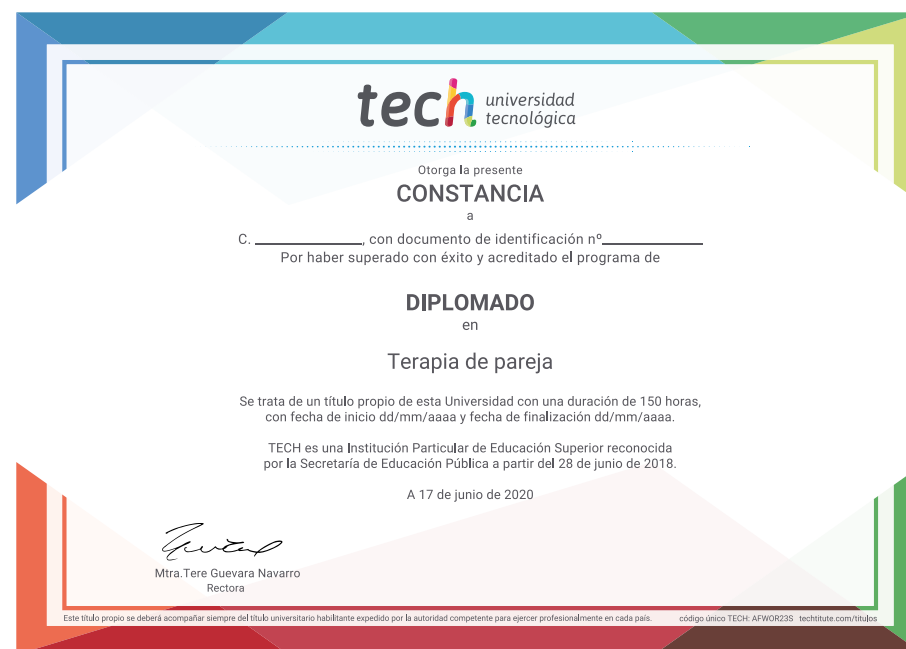 tech universidad
tecnológica
Otorga la presente
CONSTANCIA
a
C. ______________, con documento de identificación nº_____________
Por haber superado con éxito y acreditado el programa de
DIPLOMADO
en
Terapia de pareja
Se trata de un título propio de esta Universidad con una duración de 150 horas,
con fecha de inicio dd/mm/aaaa y fecha de finalización dd/mm/aaaa.
TECH es una Institución Particular de Educación Superior reconocida
por la Secretaría de Educación Pública a partir del 28 de junio de 2018.
A 17 de junio de 2020
Mtra.Tere Guevara Navarro
Rectora
Este título propio se deberá acompañar siempre del título universitario habilitante expedido por la autoridad competente para ejercer profesionalmente en cada país. código único TECH: AFWOR23S techtitute.com/titulos